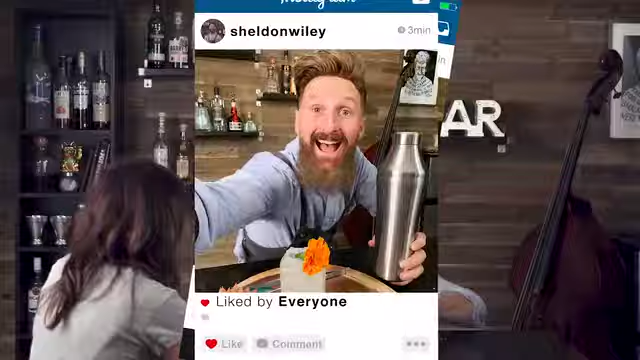 sheldonwiley
3min
Liked by Everyone
Like
Comment
AR